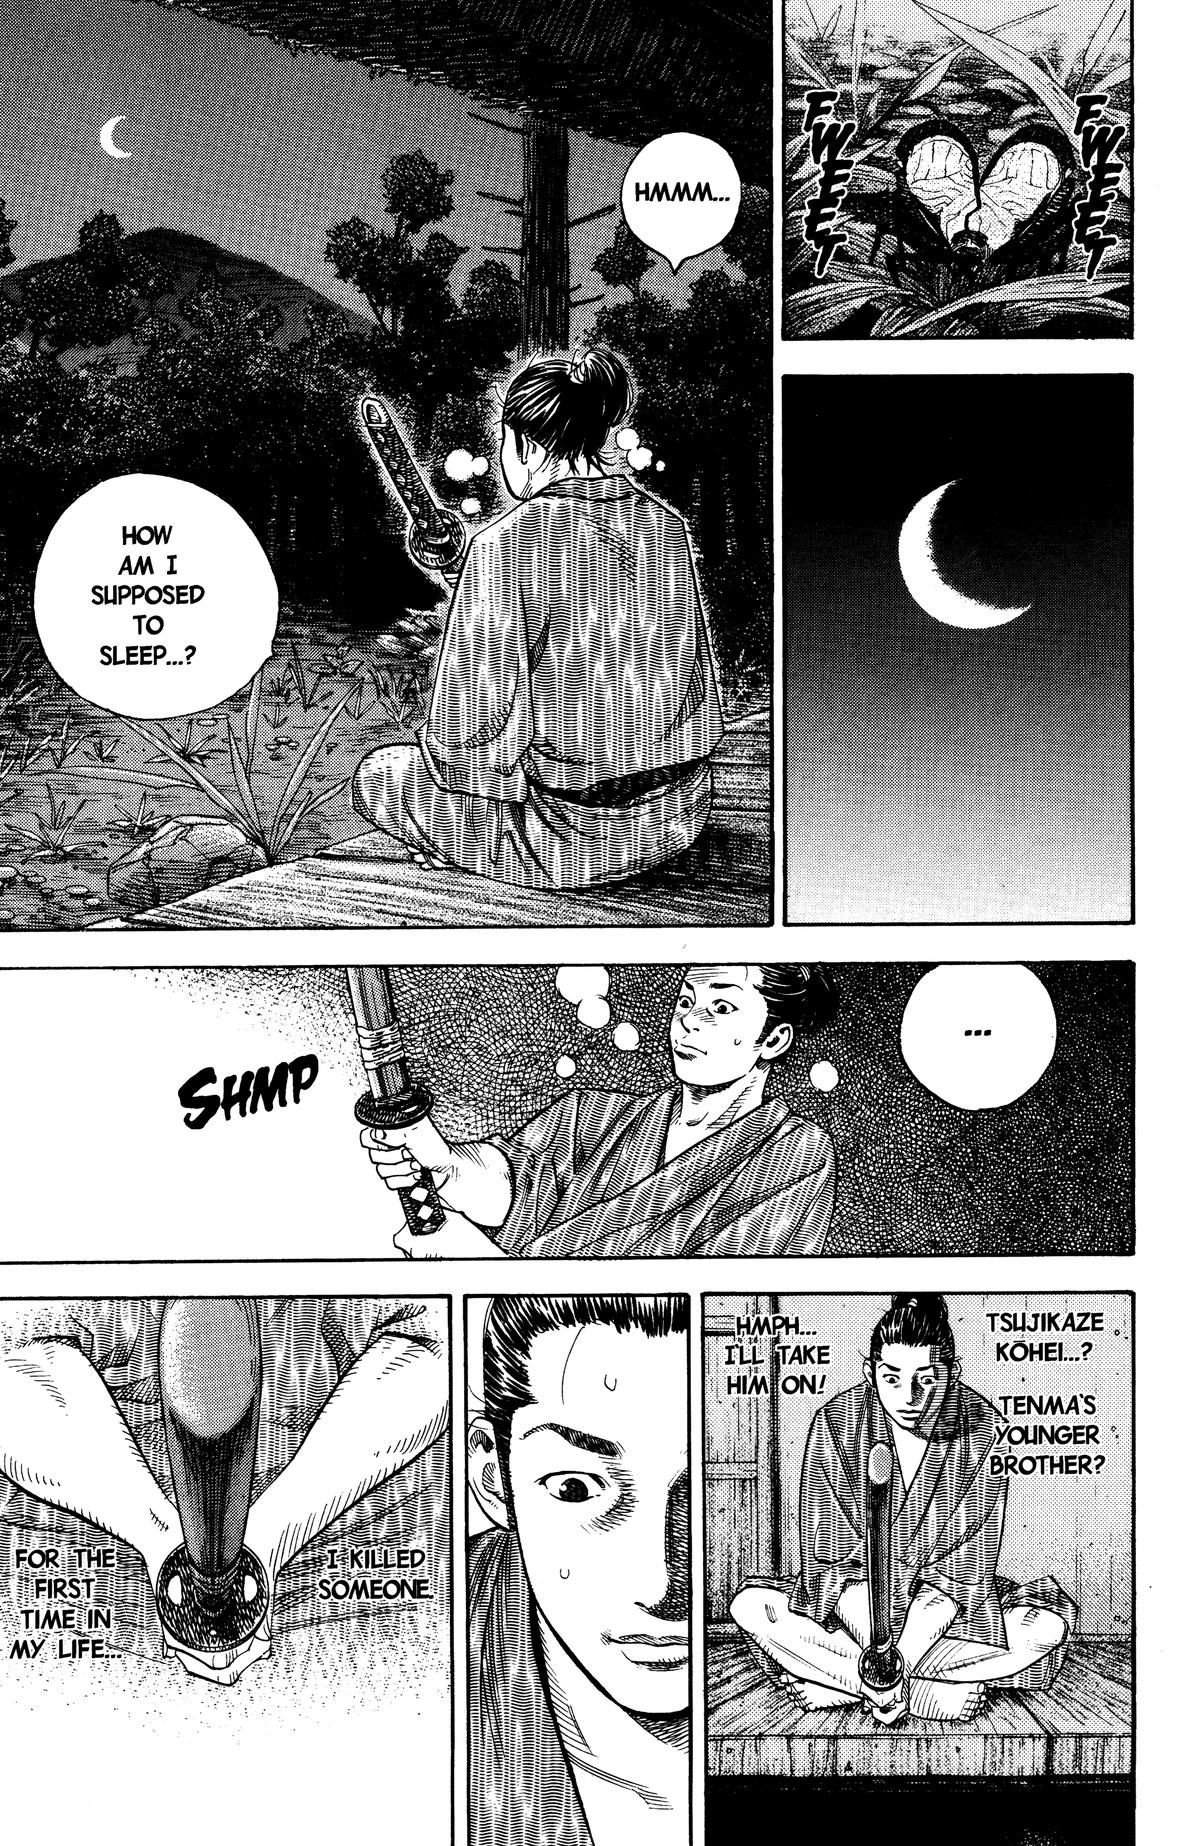 FWEET
FWEET
HMMM...
HOW
AM I
SUPPOSED
TO
SLEEP...?
...
SHMP
TSUJIKAZE
KŌHEI...?
TENMA'S
YOUNGER
BROTHER?
HMPH...
I'LL TAKE
HIM ON!
I KILLED
SOMEONE
FOR THE
FIRST
TIME IN
MY LIFE...